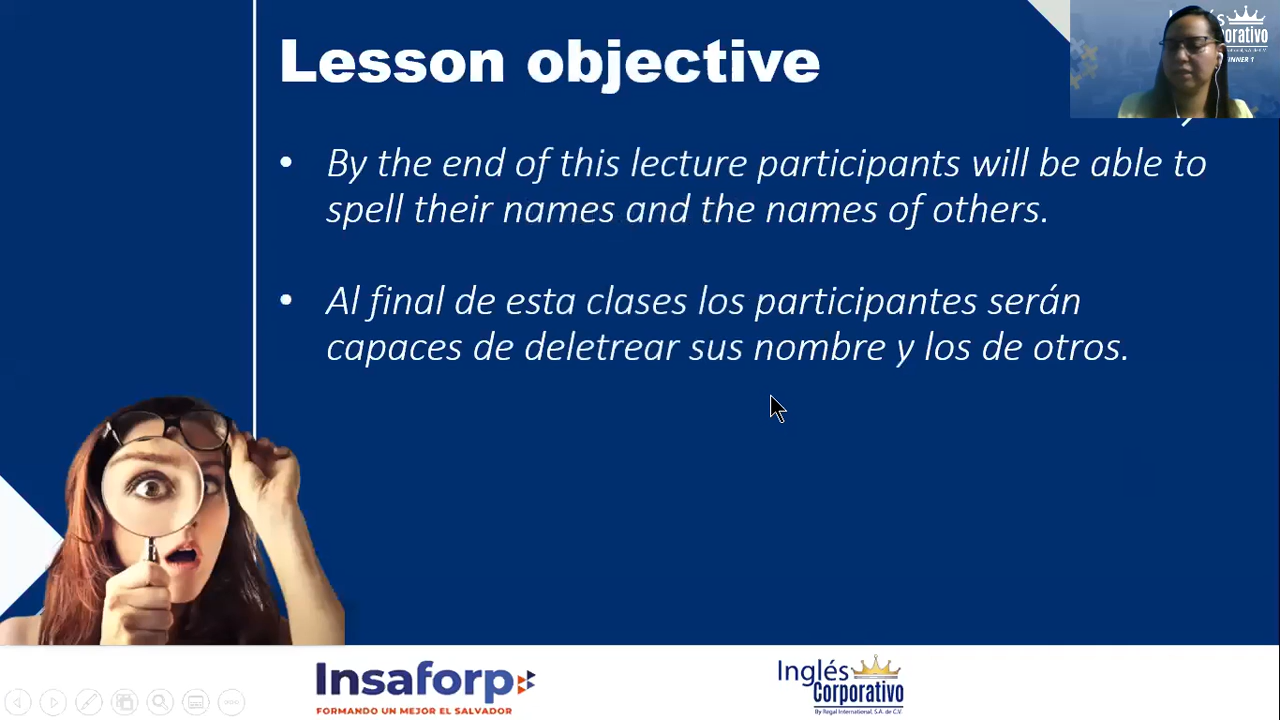 Lesson objective
• By the end of this lecture participants will be able to
spell their names and the names of others.
• Al final de esta clases los participantes serán
capaces de deletrear sus nombre y los de otros.
Insaforp
FORMANDO UN MEJOR EL SALVADOR
Inglés
Corporativo
By Regal International, S.A. de C.V.